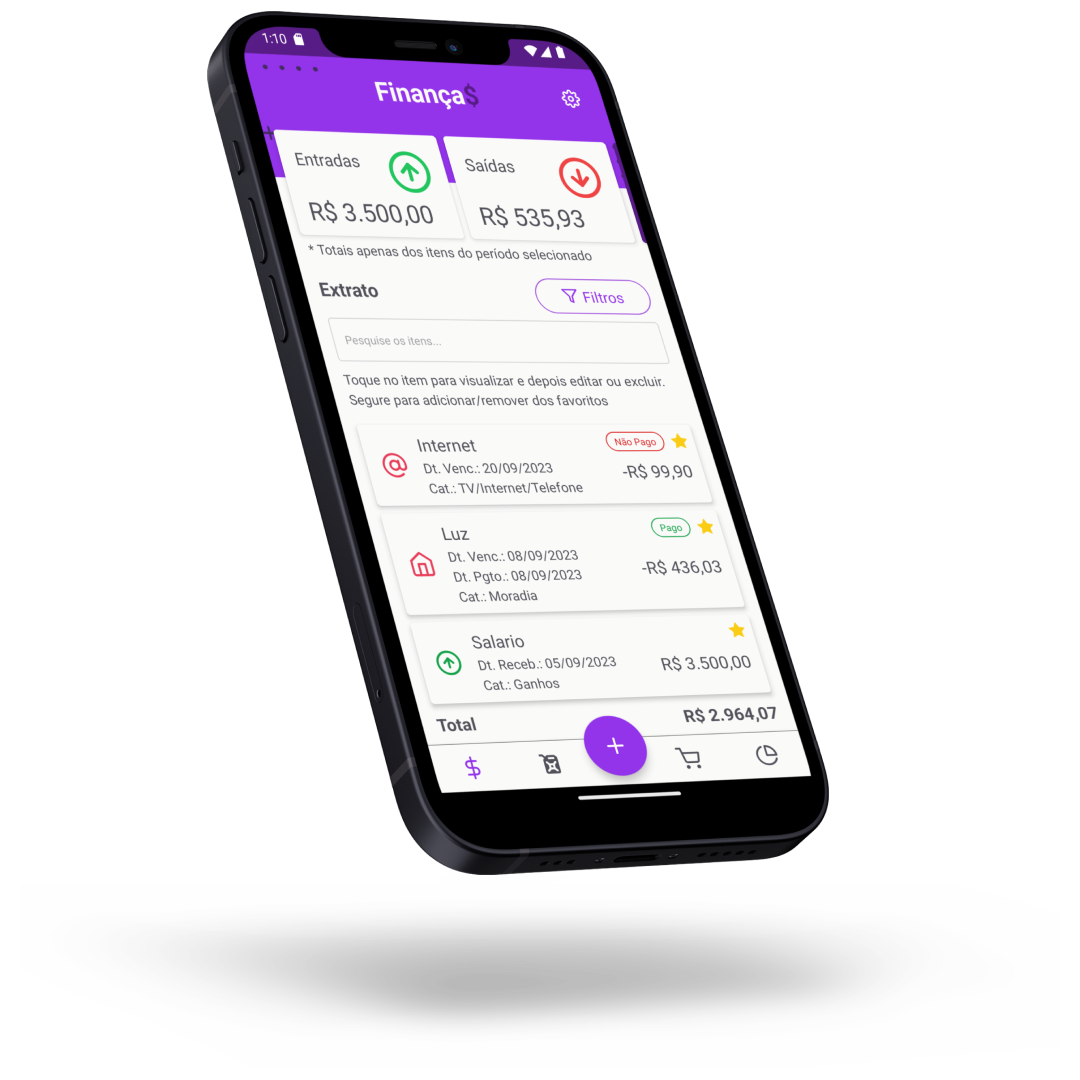 1:10
Finança$
Entradas
Saídas
R$ 3.500,00
R$ 535,93
* Totais apenas dos itens do período selecionado
Extrato
Filtros
Pesquise os itens...
Toque no item para visualizar e depois editar ou excluir.
Segure para adicionar/remover dos favoritos
Internet
Não Pago
Dt. Venc.: 20/09/2023
-R$ 99,90
Cat.: TV/Internet/Telefone
Luz
Pago
Dt. Venc.: 08/09/2023
Dt. Pgto.: 08/09/2023
-R$ 436,03
Cat.: Moradia
Salario
Dt. Receb.: 05/09/2023
R$ 3.500,00
Cat.: Ganhos
Total
R$ 2.964,07